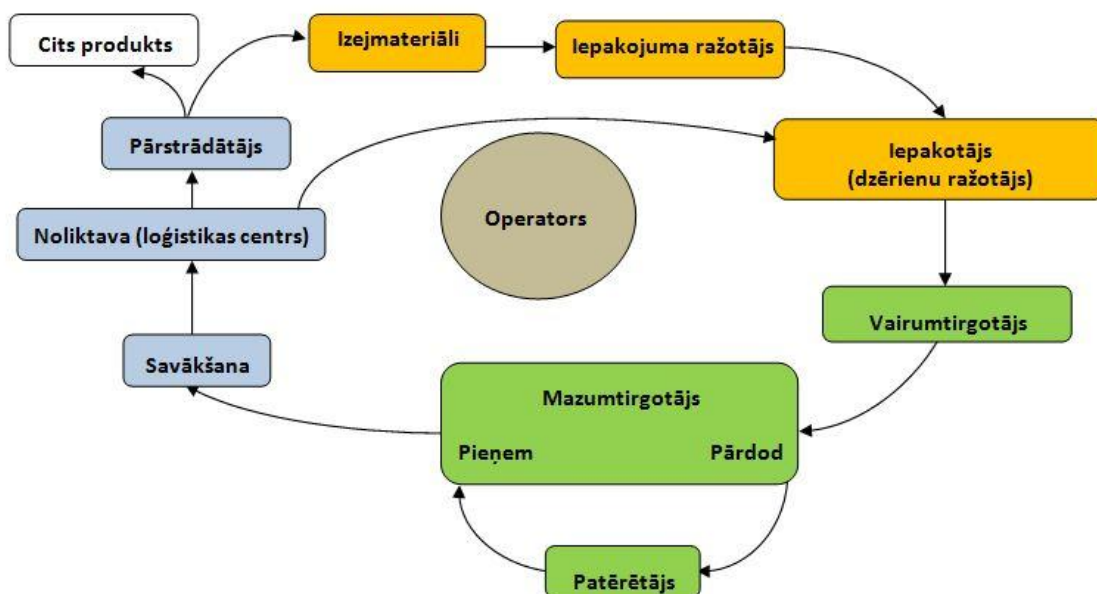 Cits produkts
Izejmateriāli
Iepakojuma ražotājs
Pārstrādātājs
Iepakotājs
(dzērienu ražotājs)
Operators
Noliktava (loģistikas centrs)
Vairumtirgotājs
Savākšana
Mazumtirgotājs
Pieņem
Pārdod
Patērētājs